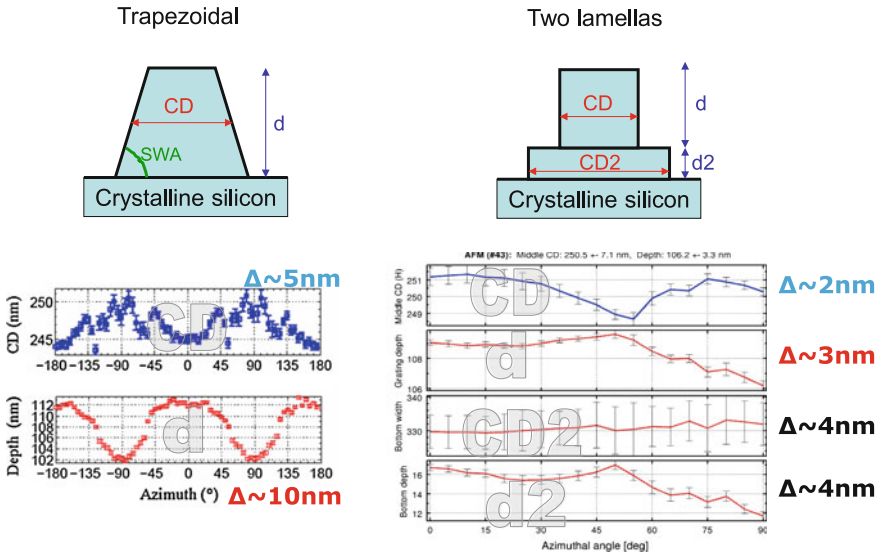 Trapezoidal
CD
d
SWA
Crystalline silicon
Δ~5nm
CD (nm)
250
245
CD
-180 -135 -90 -45 0 45 90 135 180
Depth (nm)
112
110
108
106
104
102
d
-180 -135 -90 -45 0 45 90 135 180
Azimuth (°)
Δ~10nm
Two lamellas
CD
d
CD2
d2
Crystalline silicon
AFM (#43): Middle CD: 250.5 +- 7.1 nm, Depth: 106.2 +- 3.3 nm
Middle CD (H)
251
250
249
CD
Δ~2nm
Grating depth
108
106
d
Δ~3nm
Bottom width
340
330
CD2
Δ~4nm
Bottom depth
16
14
12
d2
Δ~4nm
0 15 30 45 60 75 90
Azimuthal angle [deg]